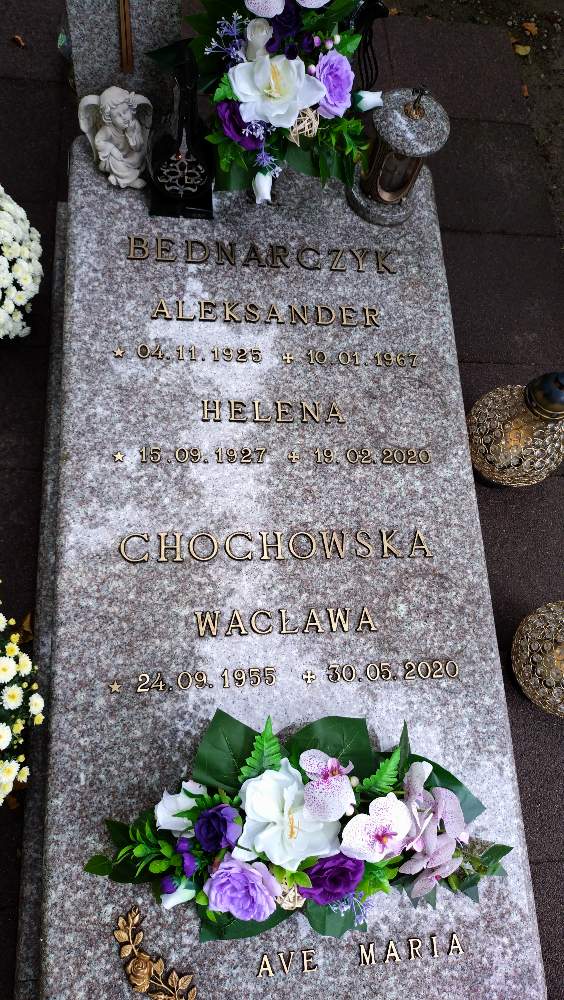 BEDNARCZYK
ALEKSANDER
* 04.11.1925 ✢ 10.01.1967
HELENA
* 15.09.1927 ✢ 19.02.2020
CHOCHOWSKA
WACŁAWA
* 24.09.1955 ✢ 30.05.2020
AVE MARIA